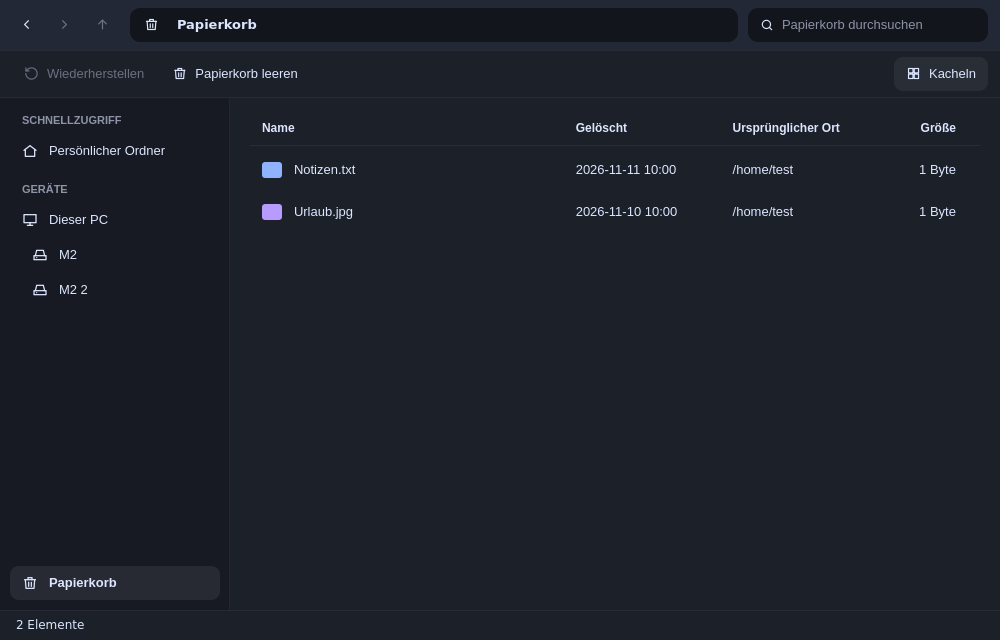 Papierkorb
Papierkorb durchsuchen
Wiederherstellen
Papierkorb leeren
Kacheln
SCHNELLZUGRIFF
Persönlicher Ordner
GERÄTE
Dieser PC
M2
M2 2
Papierkorb
Name Gelöscht Ursprünglicher Ort Größe
Notizen.txt 2026-11-11 10:00 /home/test 1 Byte
Urlaub.jpg 2026-11-10 10:00 /home/test 1 Byte
2 Elemente